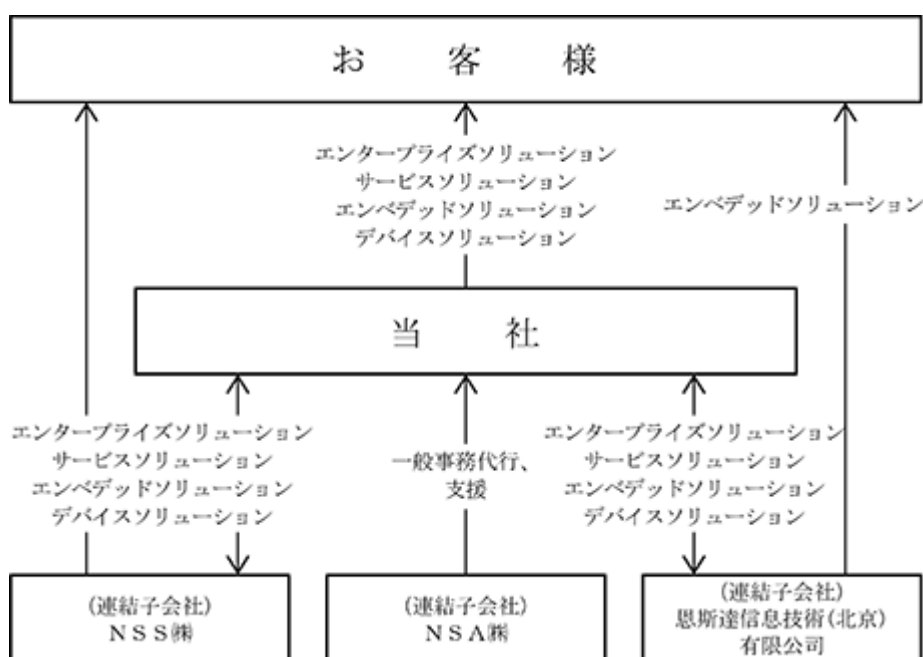 お 客 様
エンタープライズソリューション
サービスソリューション
エンベデッドソリューション
デバイスソリューション
エンベデッドソリューション
当 社
エンタープライズソリューション
サービスソリューション
エンベデッドソリューション
デバイスソリューション
一般事務代行、
支援
エンタープライズソリューション
サービスソリューション
エンベデッドソリューション
デバイスソリューション
(連結子会社)
NSS㈱
(連結子会社)
NSA㈱
(連結子会社)
恩斯達信息技術(北京)
有限公司